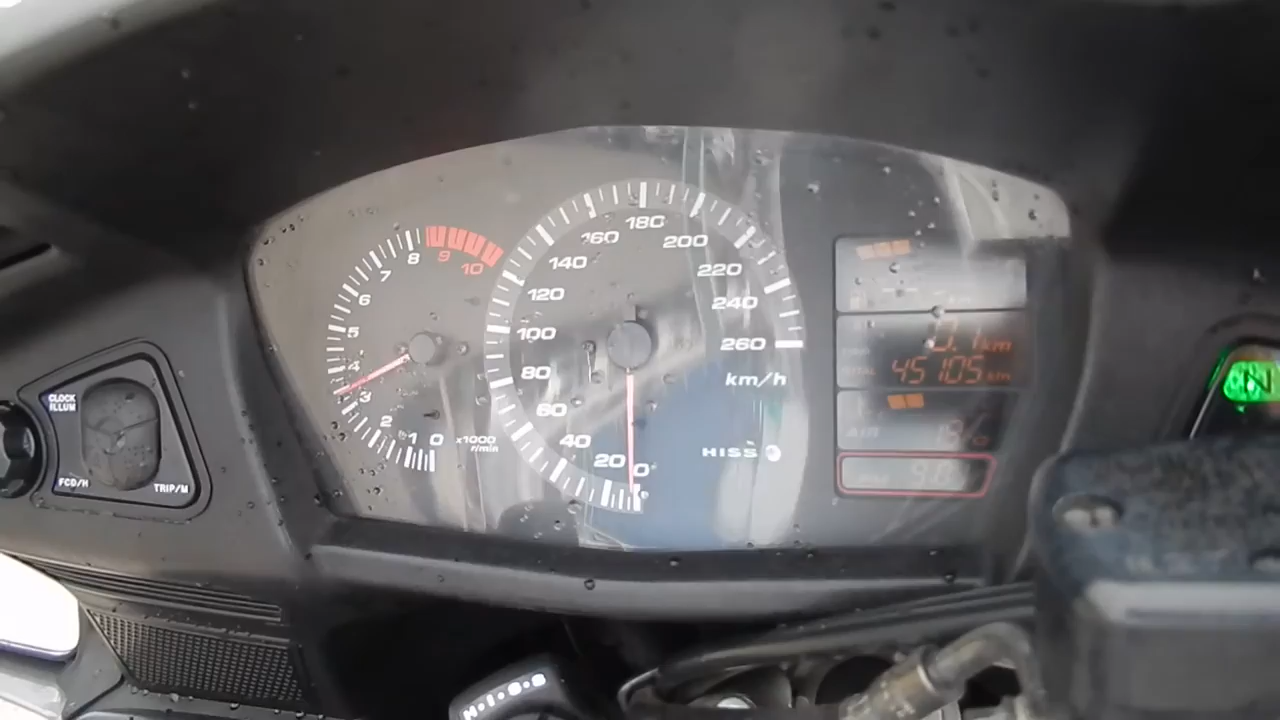 0
1
2
3
4
5
6
7
8
9
10
x1000
r/min
0
20
40
60
80
100
120
140
160
180
200
220
240
260
km/h
HISS
0.1 km
TOTAL 45105 km
AIR
CLOCK
ILLUM
FCD/H
TRIP/M
N
H·I·S·S